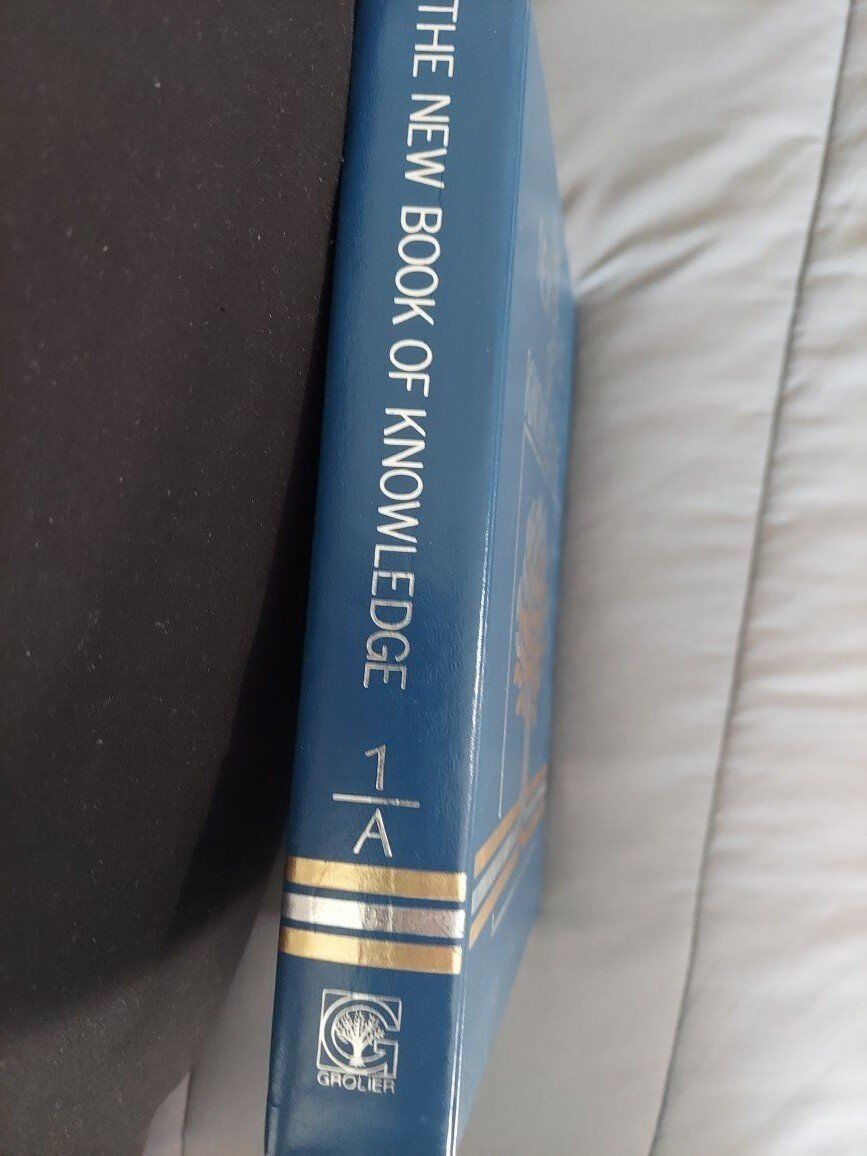 THE NEW BOOK OF KNOWLEDGE
1
A
GROLIER